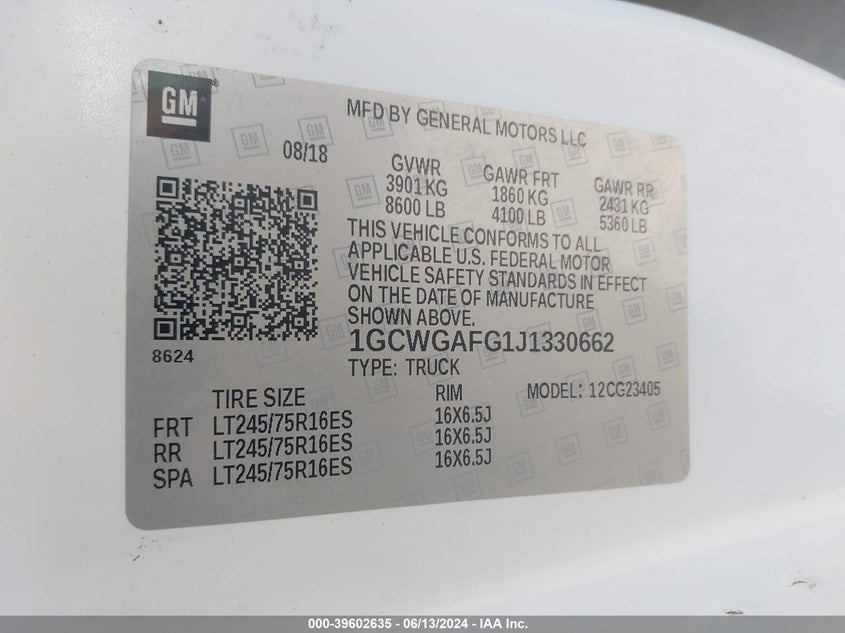 GM
MFD BY GENERAL MOTORS LLC
08/18
GVWR GAWR FRT GAWR RR
3901 KG 1860 KG 2431 KG
8600 LB 4100 LB 5360 LB
THIS VEHICLE CONFORMS TO ALL
APPLICABLE U.S. FEDERAL MOTOR
VEHICLE SAFETY STANDARDS IN EFFECT
ON THE DATE OF MANUFACTURE
SHOWN ABOVE.
8624
1GCWGAFG1J1330662
TYPE: TRUCK
MODEL: 12CG23405
TIRE SIZE RIM
FRT LT245/75R16ES 16X6.5J
RR LT245/75R16ES 16X6.5J
SPA LT245/75R16ES 16X6.5J
000-39602635 - 06/13/2024 - IAA Inc.